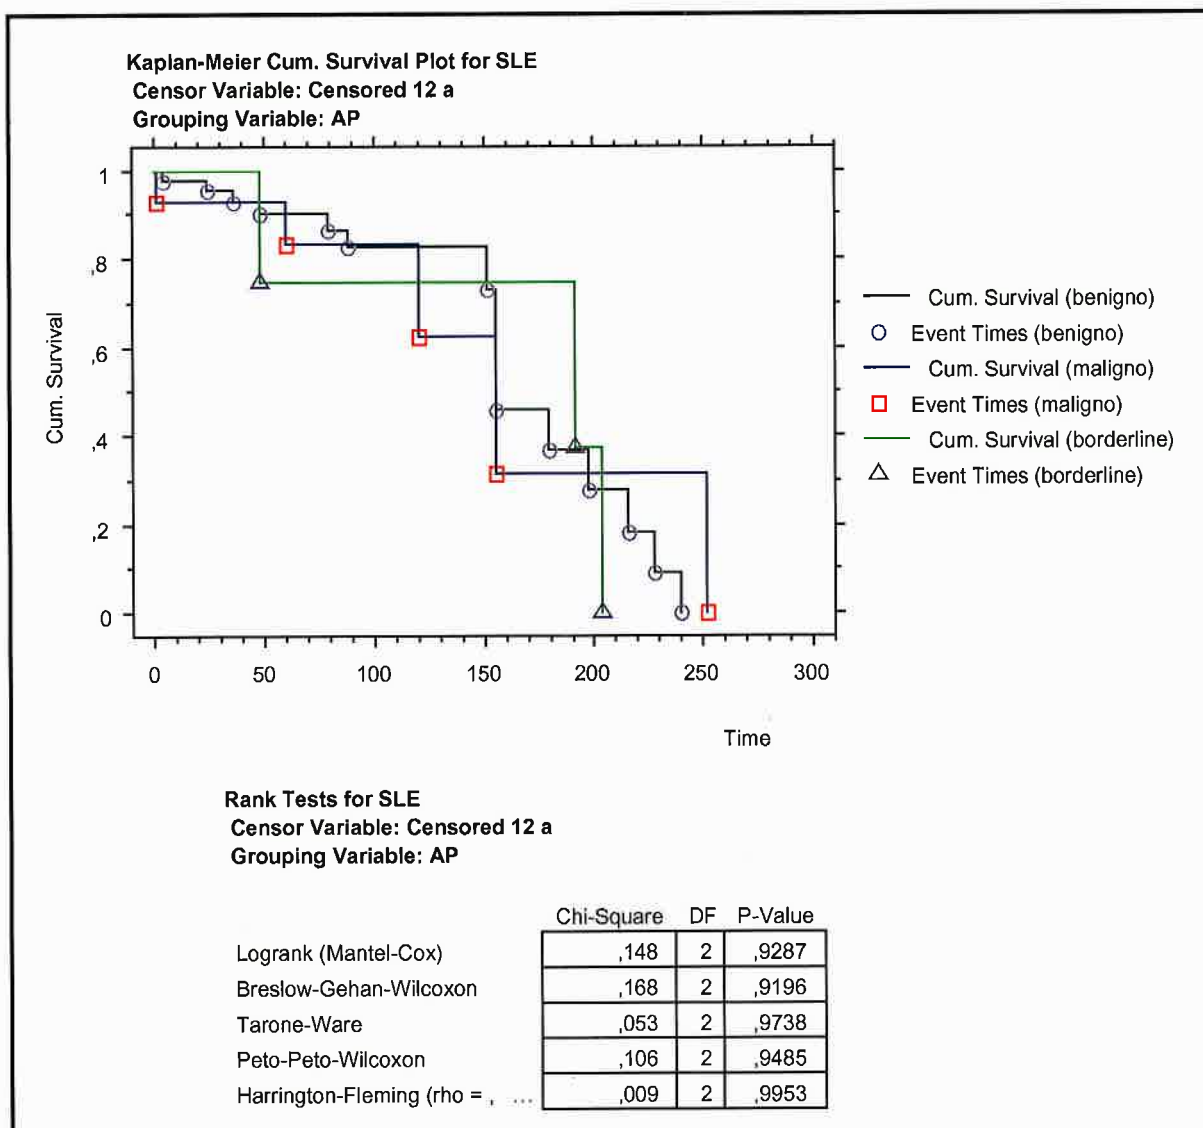 Kaplan-Meier Cum. Survival Plot for SLE
Censor Variable: Censored 12 a
Grouping Variable: AP
1
,8
,6
,4
,2
0
Cum. Survival
0 50 100 150 200 250 300
Time
Cum. Survival (benigno)
Event Times (benigno)
Cum. Survival (maligno)
Event Times (maligno)
Cum. Survival (borderline)
Event Times (borderline)
Rank Tests for SLE
Censor Variable: Censored 12 a
Grouping Variable: AP
Chi-Square DF P-Value
Logrank (Mantel-Cox) ,148 2 ,9287
Breslow-Gehan-Wilcoxon ,168 2 ,9196
Tarone-Ware ,053 2 ,9738
Peto-Peto-Wilcoxon ,106 2 ,9485
Harrington-Fleming (rho = , ... ,009 2 ,9953